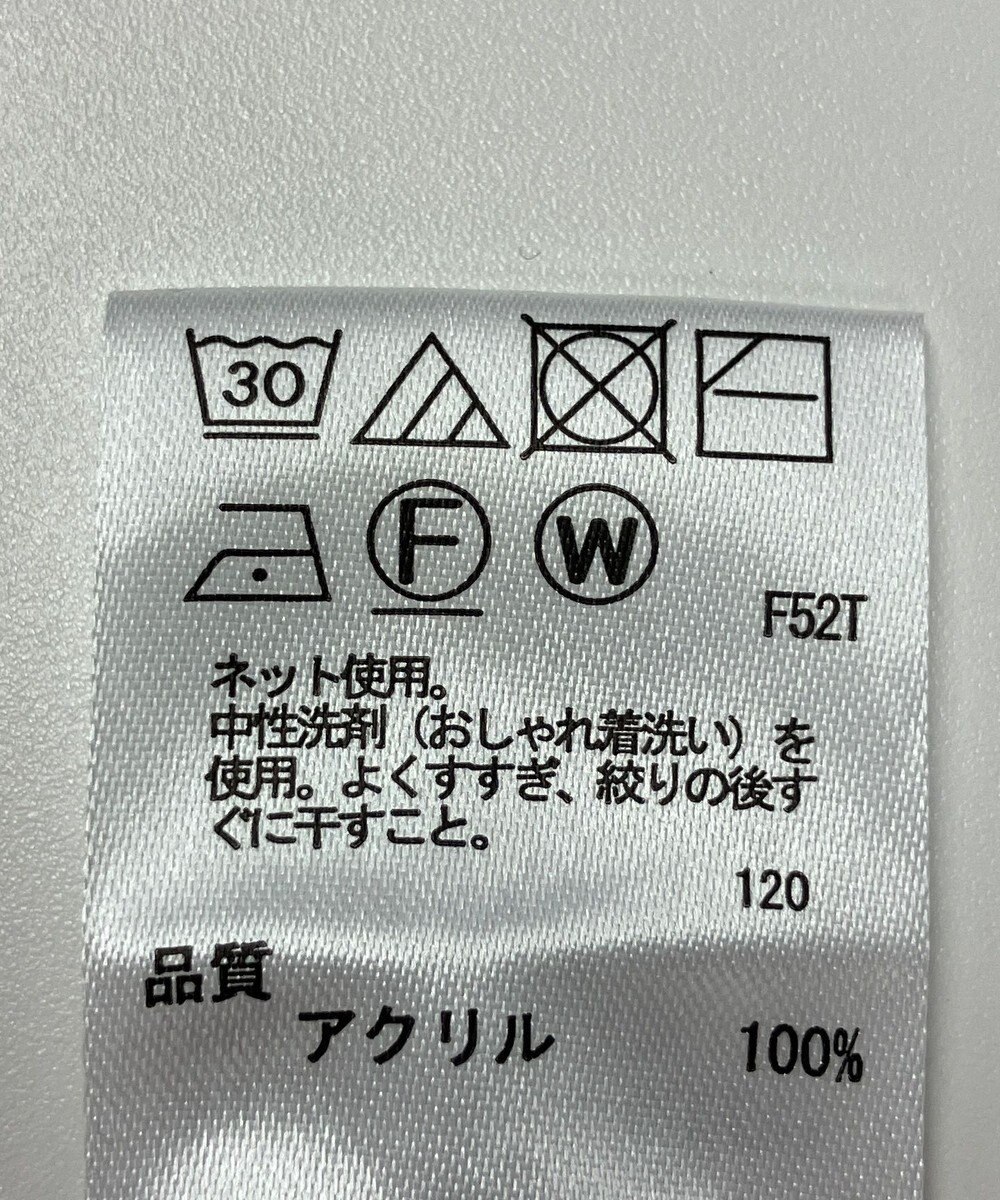 30
F W
F52T
ネット使用。
中性洗剤（おしゃれ着洗い）を
使用。よくすすぎ、絞りの後す
ぐに干すこと。
120
品質
アクリル 100%